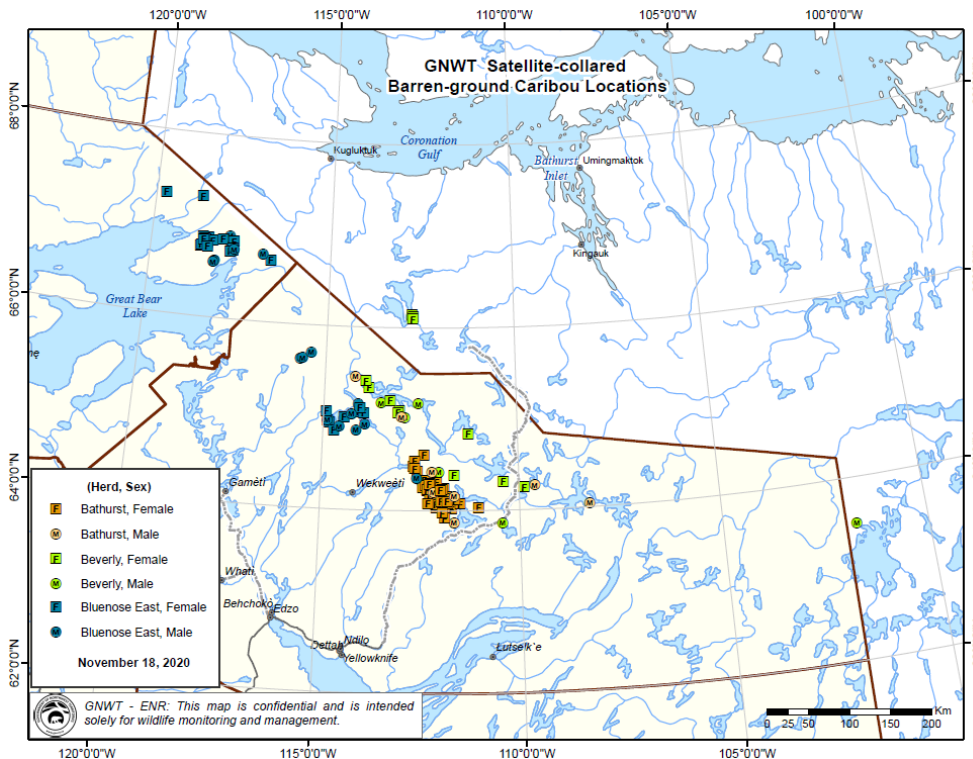 120°0'0"W 115°0'0"W 110°0'0"W 105°0'0"W 100°0'0"W
GNWT Satellite-collared
Barren-ground Caribou Locations
68°0'0"N
Kugluktuk
Coronation
Gulf
Bathurst
Inlet
Umingmaktok
Kingauk
66°0'0"N
Great Bear
Lake
64°0'0"N
Gamètì
Wekweètì
Whatì
Behchokò
Edzo
Dettah
Ndilo
Yellowknife
Łutselk'e
62°0'0"N
(Herd, Sex)
F Bathurst, Female
M Bathurst, Male
F Beverly, Female
M Beverly, Male
F Bluenose East, Female
M Bluenose East, Male
November 18, 2020
GNWT - ENR: This map is confidential and is intended
solely for wildlife monitoring and management.
Km
0 25 50 100 150 200
120°0'0"W 115°0'0"W 110°0'0"W 105°0'0"W